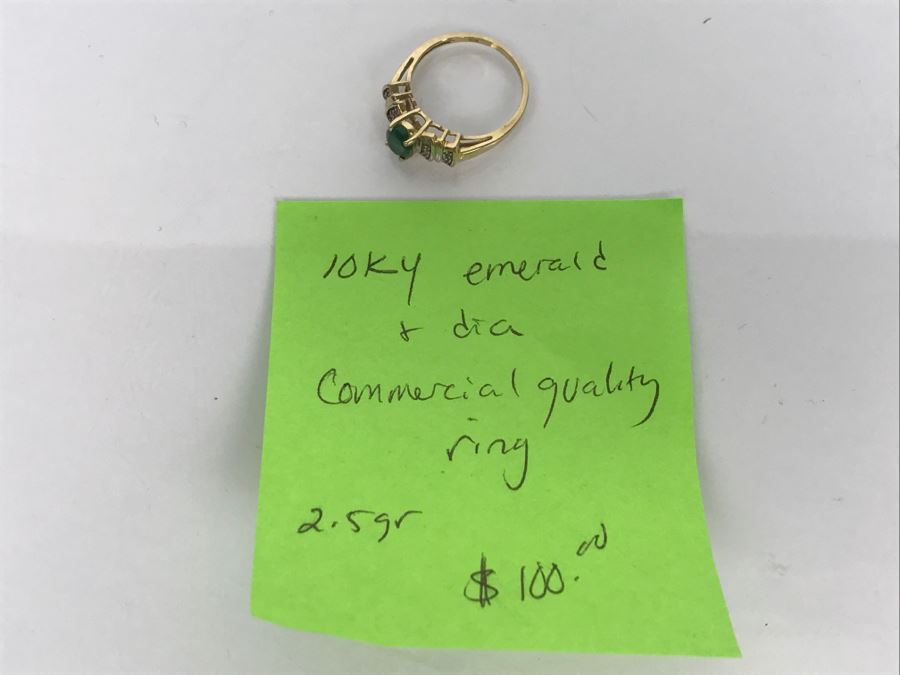 10KY emerald
& dia
Commercial quality
ring
2.5gr
$100.00